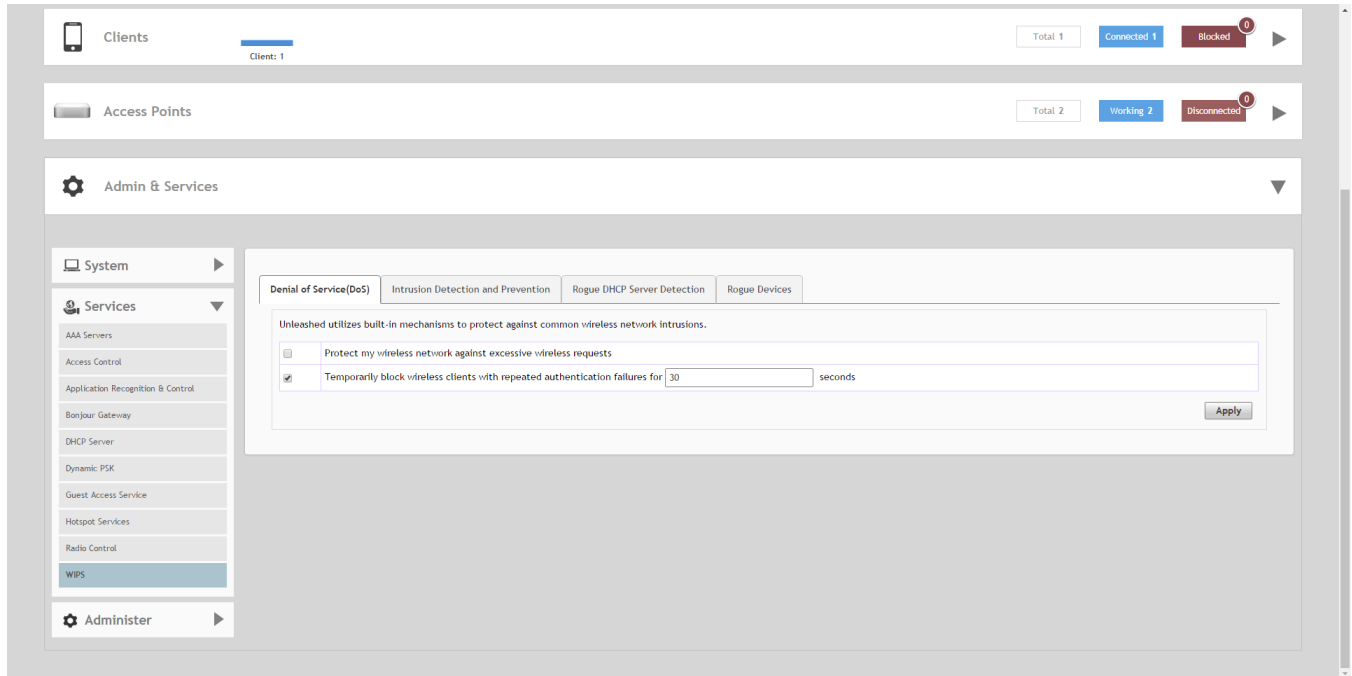 Clients
Client: 1
Total 1
Connected 1
Blocked
0
Access Points
Total 2
Working 2
Disconnected
0
Admin & Services
System
Services
AAA Servers
Access Control
Application Recognition & Control
Bonjour Gateway
DHCP Server
Dynamic PSK
Guest Access Service
Hotspot Services
Radio Control
WIPS
Administer
Denial of Service(DoS)
Intrusion Detection and Prevention
Rogue DHCP Server Detection
Rogue Devices
Unleashed utilizes built-in mechanisms to protect against common wireless network intrusions.
Protect my wireless network against excessive wireless requests
Temporarily block wireless clients with repeated authentication failures for 30 seconds
Apply